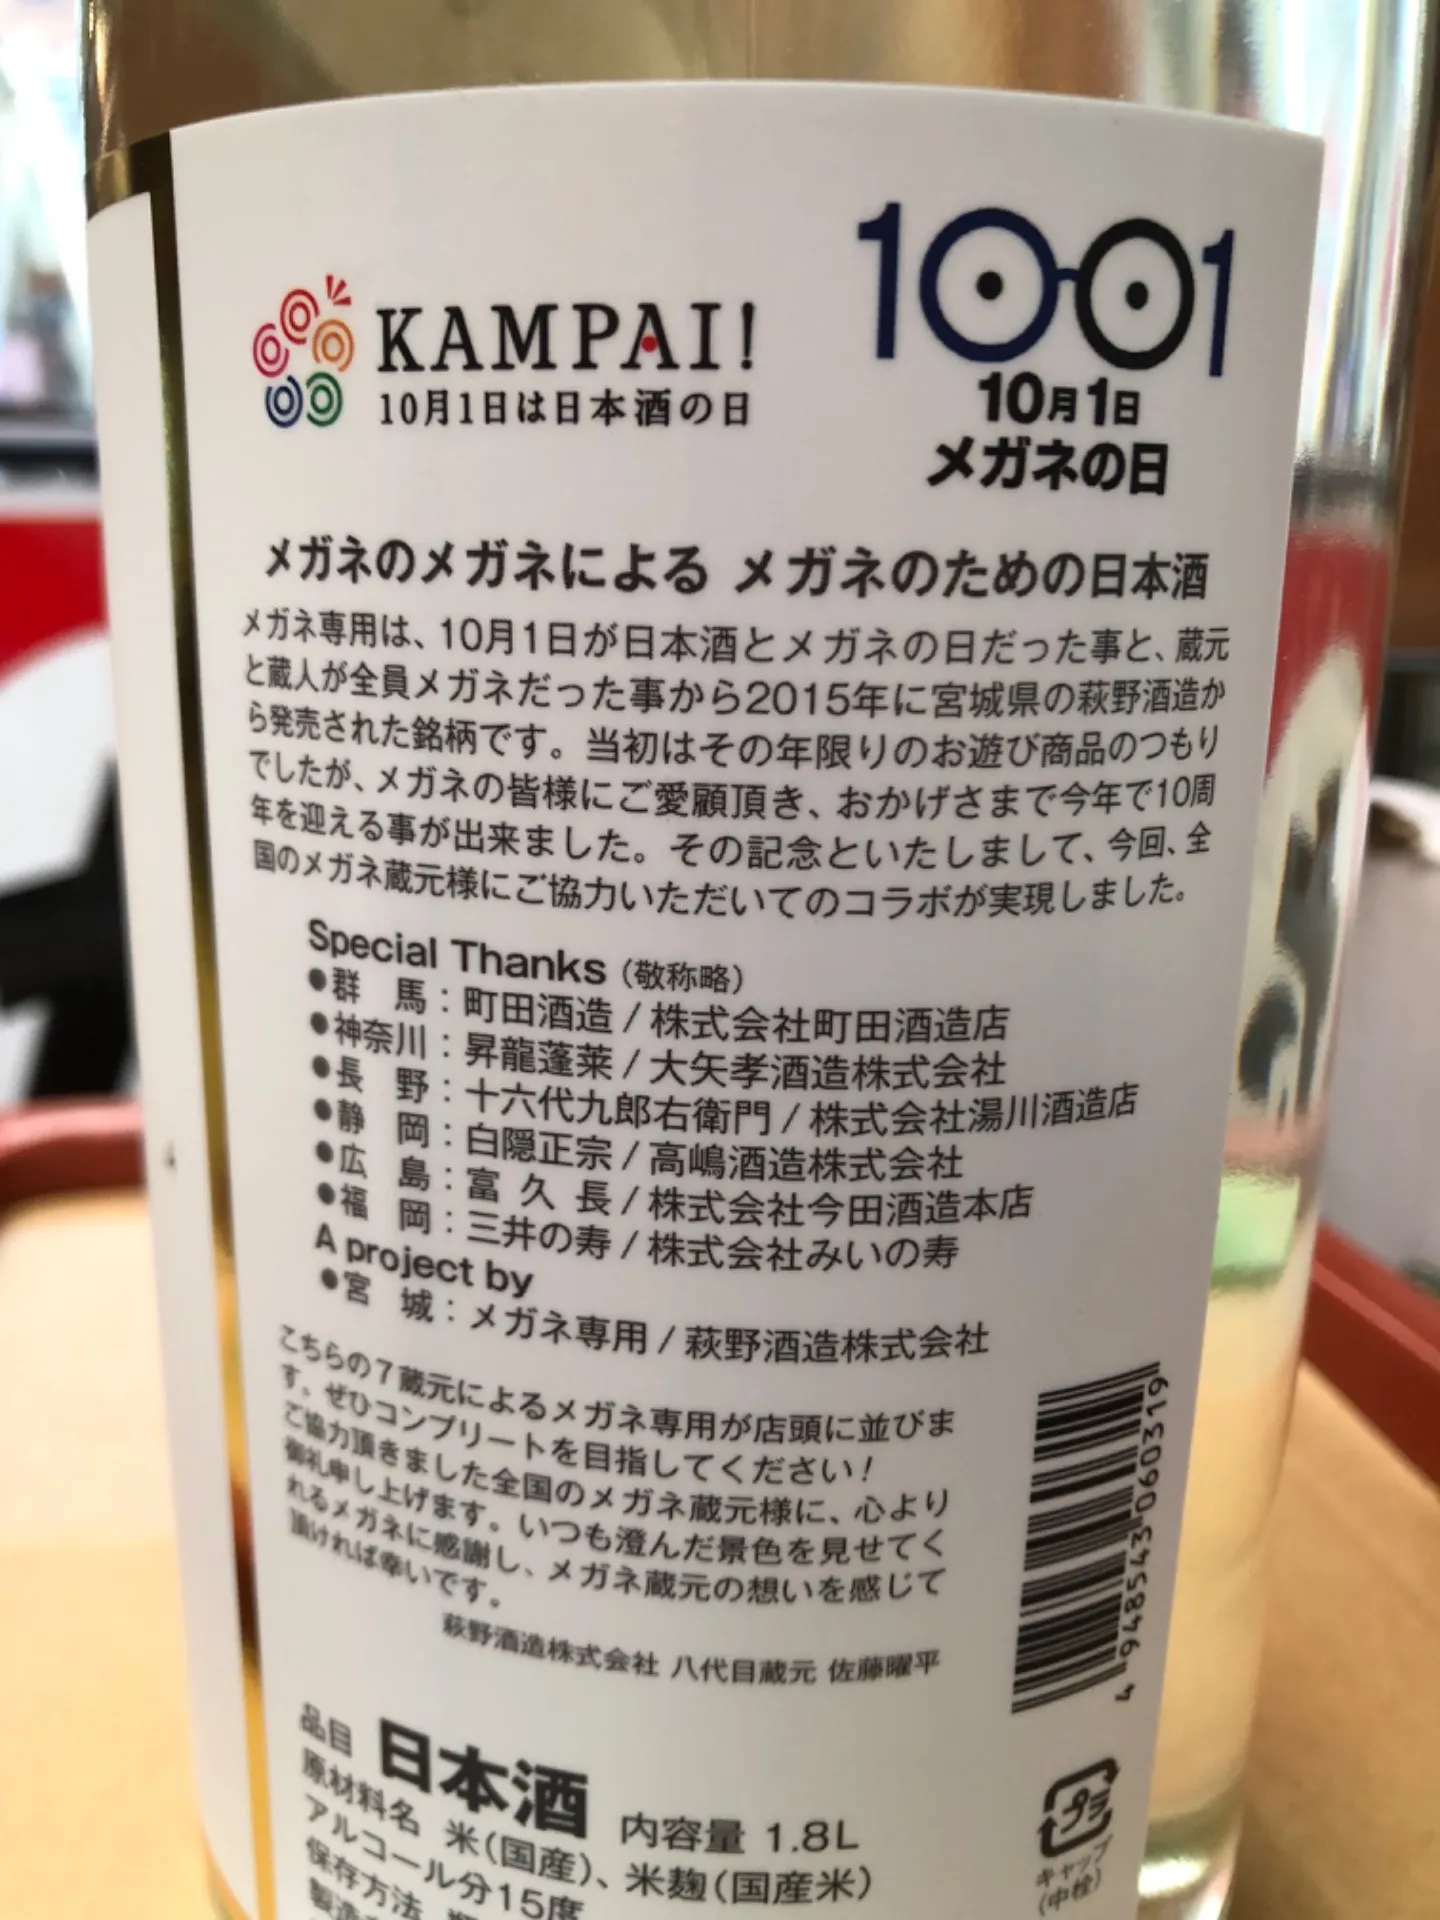 KAMPAI!
10月1日は日本酒の日
1001
10月1日
メガネの日
メガネのメガネによる メガネのための日本酒
メガネ専用は、10月1日が日本酒とメガネの日だった事と、蔵元
と蔵人が全員メガネだった事から2015年に宮城県の萩野酒造か
ら発売された銘柄です。当初はその年限りのお遊び商品のつもり
でしたが、メガネの皆様にご愛顧頂き、おかげさまで今年で10周
年を迎える事が出来ました。その記念といたしまして、今回、全
国のメガネ蔵元様にご協力いただいてのコラボが実現しました。
Special Thanks（敬称略）
●群 馬：町田酒造/株式会社町田酒造店
●神奈川：昇龍蓬莱/大矢孝酒造株式会社
●長 野：十六代九郎右衛門/株式会社湯川酒造店
●静 岡：白隠正宗/高嶋酒造株式会社
●広 島：富久長/株式会社今田酒造本店
●福 岡：三井の寿/株式会社みいの寿
A project by
●宮 城：メガネ専用/萩野酒造株式会社
こちらの7蔵元によるメガネ専用が店頭に並びま
す。ぜひコンプリートを目指してください！
ご協力頂きました全国のメガネ蔵元様に、心より
御礼申し上げます。いつも澄んだ景色を見せてく
れるメガネに感謝し、メガネ蔵元の想いを感じて
頂ければ幸いです。
萩野酒造株式会社 八代目蔵元 佐藤曜平
4 948543 060319
品目 日本酒 内容量 1.8L
原材料名 米(国産)、米麹(国産米)
アルコール分15度
保存方法
製造
プラ
キャップ
(中栓)